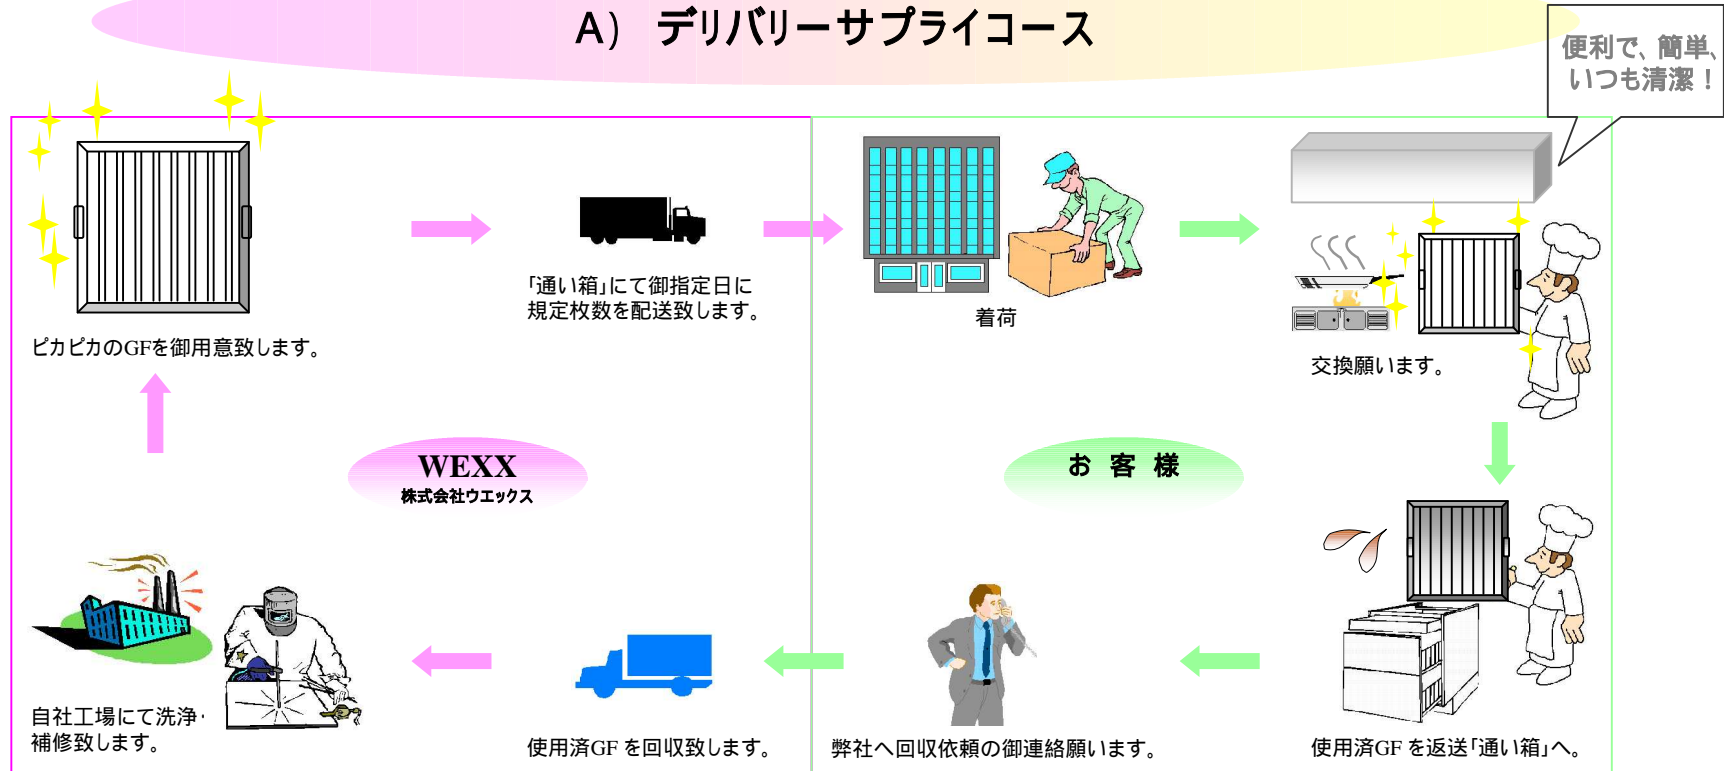 A) デリバリーサプライコース
便利で、簡単、
いつも清潔！
ピカピカのGFを御用意致します。
「通い箱」にて御指定日に
規定枚数を配送致します。
着荷
交換願います。
WEXX
株式会社ウエックス
お 客 様
自社工場にて洗浄・
補修致します。
使用済GF を回収致します。
弊社へ回収依頼の御連絡願います。
使用済GF を返送「通い箱」へ。